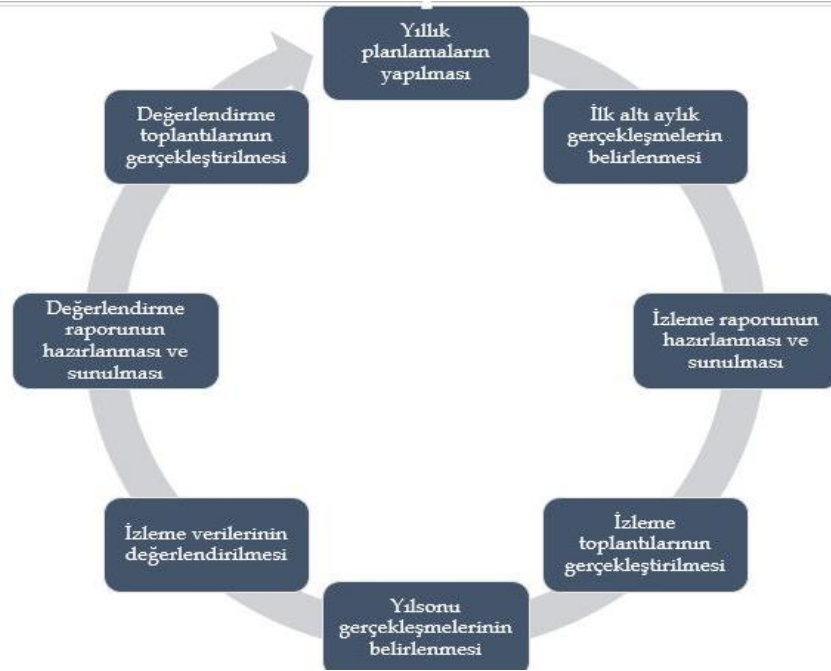 Yıllık
planlamaların
yapılması
İlk altı aylık
gerçekleşmelerin
belirlenmesi
İzleme raporunun
hazırlanması ve
sunulması
İzleme
toplantılarının
gerçekleştirilmesi
Yılsonu
gerçekleşmelerinin
belirlenmesi
İzleme verilerinin
değerlendirilmesi
Değerlendirme
raporunun
hazırlanması ve
sunulması
Değerlendirme
toplantılarının
gerçekleştirilmesi